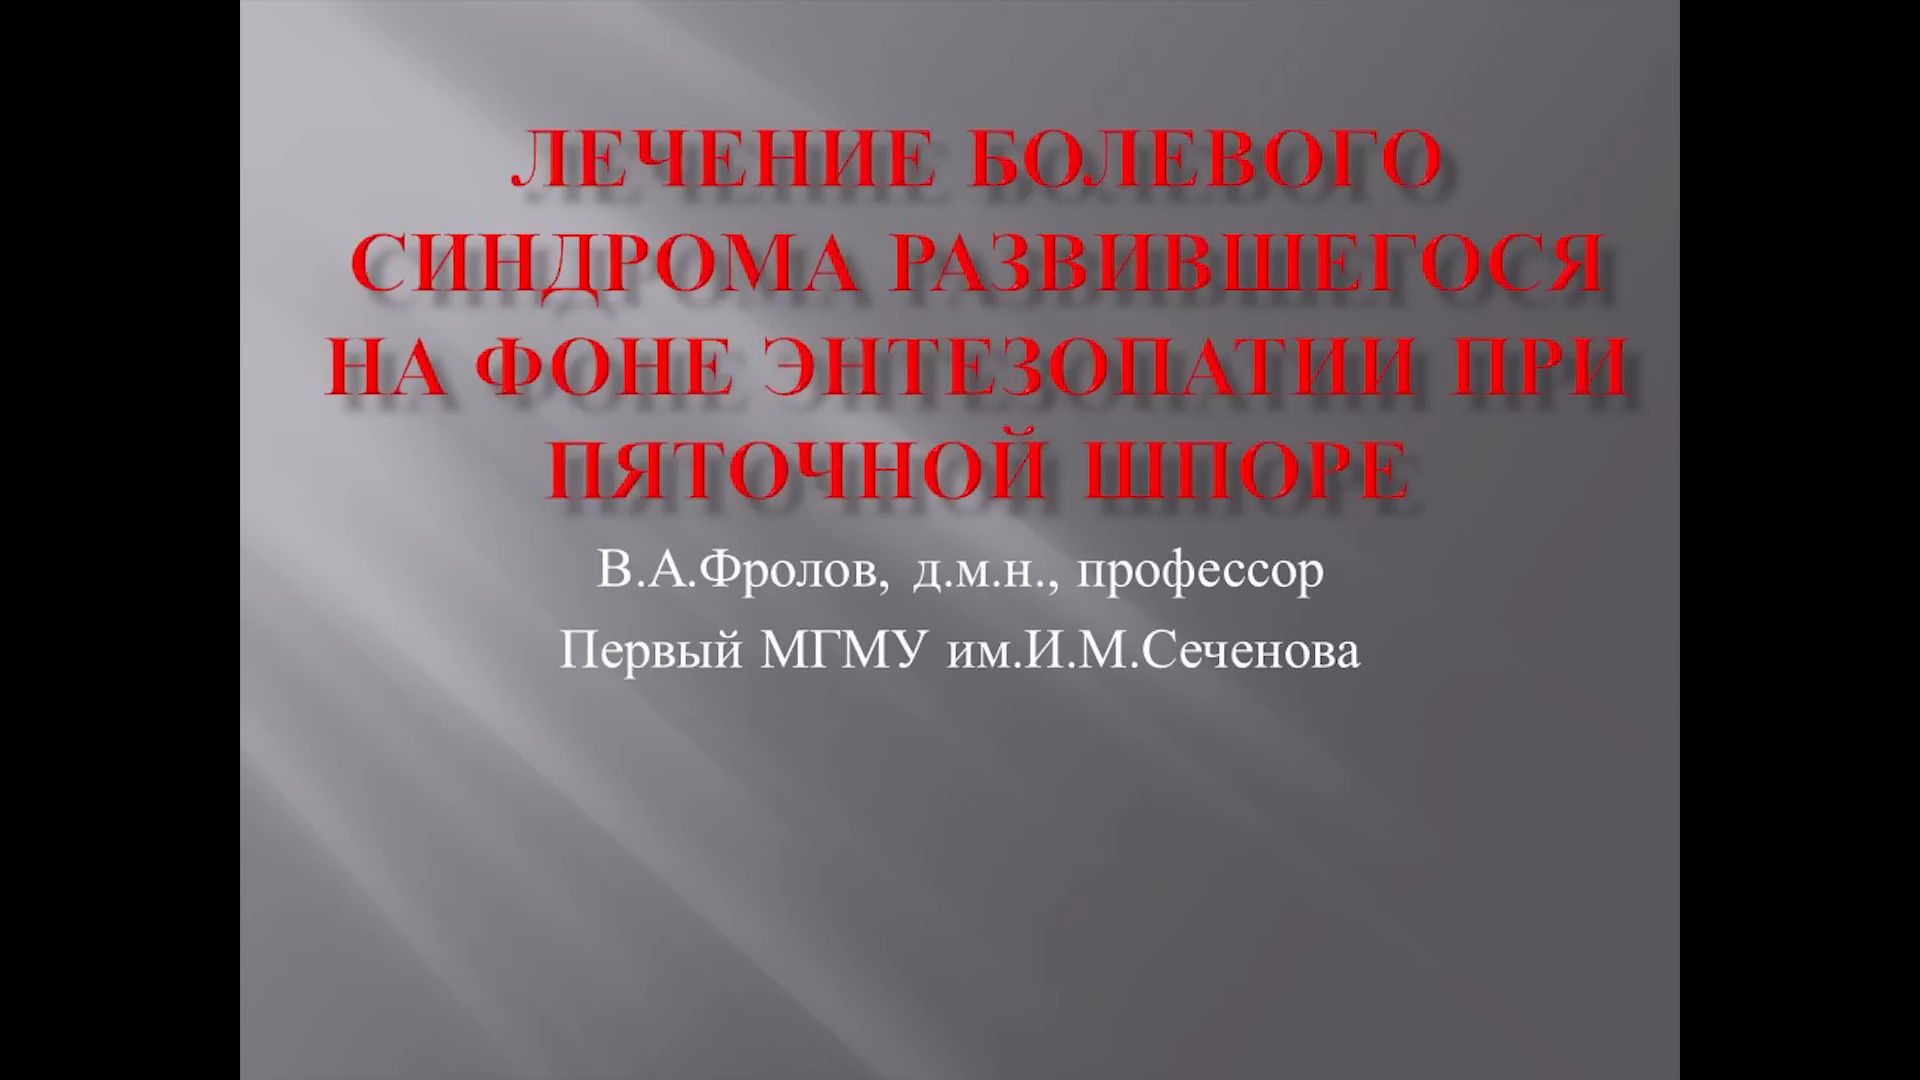 ЛЕЧЕНИЕ БОЛЕВОГО
СИНДРОМА РАЗВИВШЕГОСЯ
НА ФОНЕ ЭНТЕЗОПАТИИ ПРИ
ПЯТОЧНОЙ ШПОРЕ
В.А.Фролов, д.м.н., профессор
Первый МГМУ им.И.М.Сеченова